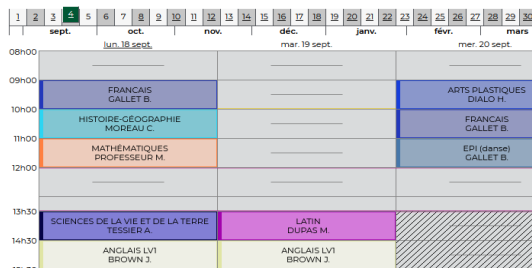 1 2 3 4 5 6 7 8 9 10 11 12 13 14 15 16 17 18 19 20 21 22 23 24 25 26 27 28 29 30
sept. oct. nov. déc. janv. févr. mars
lun. 18 sept. mar. 19 sept. mer. 20 sept.
08h00
09h00
FRANCAIS
GALLET B.
ARTS PLASTIQUES
DIALO H.
10h00
HISTOIRE-GÉOGRAPHIE
MOREAU C.
FRANCAIS
GALLET B.
11h00
MATHÉMATIQUES
PROFESSEUR M.
EPI (danse)
GALLET B.
12h00
13h30
SCIENCES DE LA VIE ET DE LA TERRE
TESSIER A.
LATIN
DUPAS M.
14h30
ANGLAIS LV1
BROWN J.
ANGLAIS LV1
BROWN J.